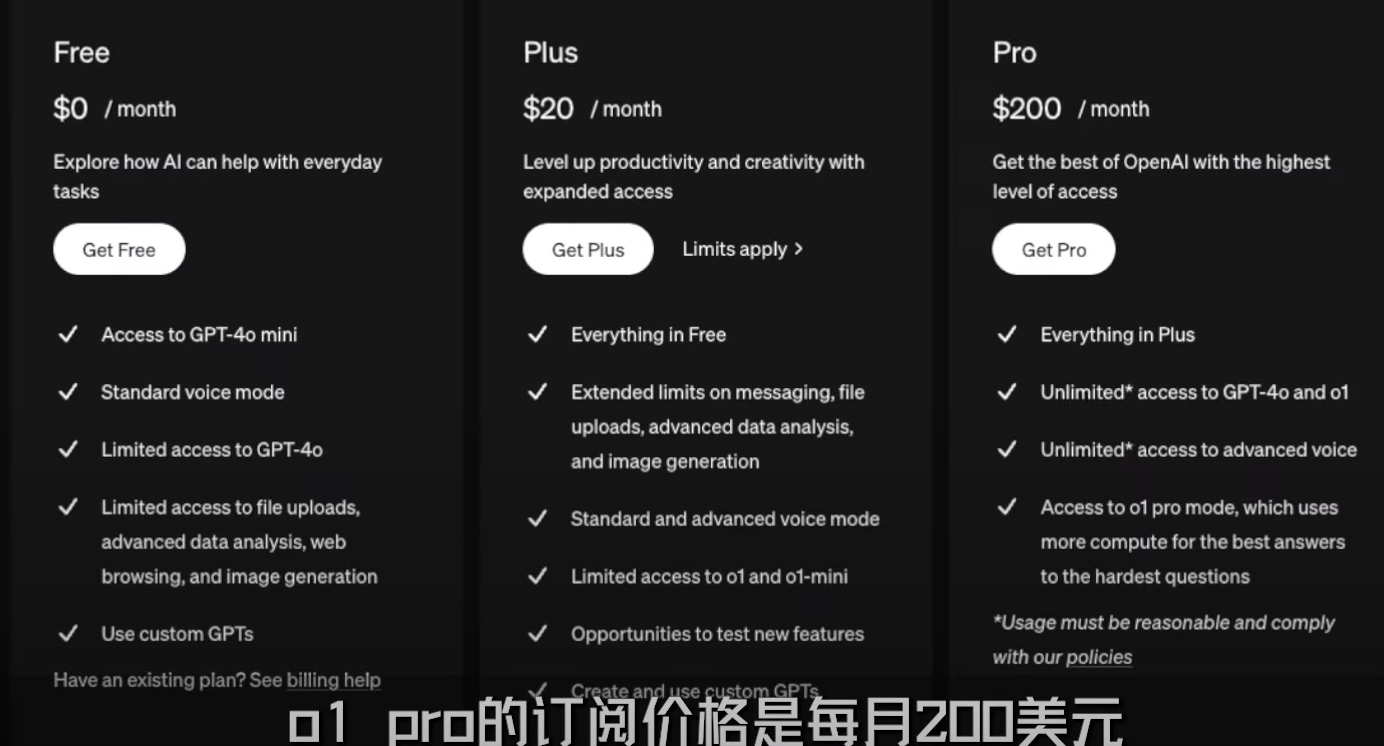 Free
$0 / month
Explore how AI can help with everyday
tasks
Get Free
Access to GPT-4o mini
Standard voice mode
Limited access to GPT-4o
Limited access to file uploads,
advanced data analysis, web
browsing, and image generation
Use custom GPTs
Have an existing plan? See billing help
Plus
$20 / month
Level up productivity and creativity with
expanded access
Get Plus
Limits apply >
Everything in Free
Extended limits on messaging, file
uploads, advanced data analysis,
and image generation
Standard and advanced voice mode
Limited access to o1 and o1-mini
Opportunities to test new features
Create and use custom GPTs
Pro
$200 / month
Get the best of OpenAI with the highest
level of access
Get Pro
Everything in Plus
Unlimited* access to GPT-4o and o1
Unlimited* access to advanced voice
Access to o1 pro mode, which uses
more compute for the best answers
to the hardest questions
*Usage must be reasonable and comply
with our policies
o1 pro的订阅价格是每月200美元